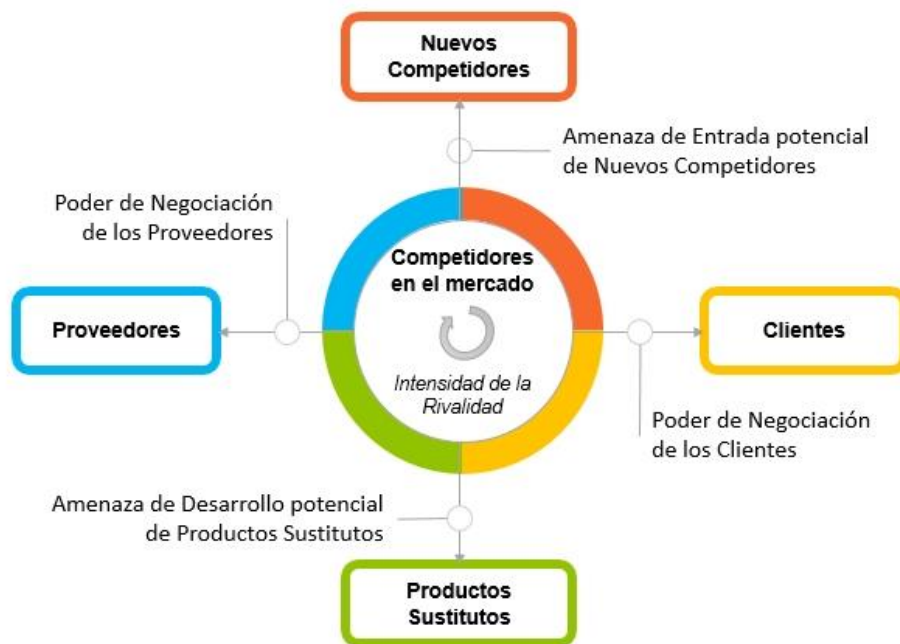 Nuevos
Competidores
Amenaza de Entrada potencial
de Nuevos Competidores
Poder de Negociación
de los Proveedores
Competidores
en el mercado
Intensidad de la
Rivalidad
Proveedores
Clientes
Poder de Negociación
de los Clientes
Amenaza de Desarrollo potencial
de Productos Sustitutos
Productos
Sustitutos